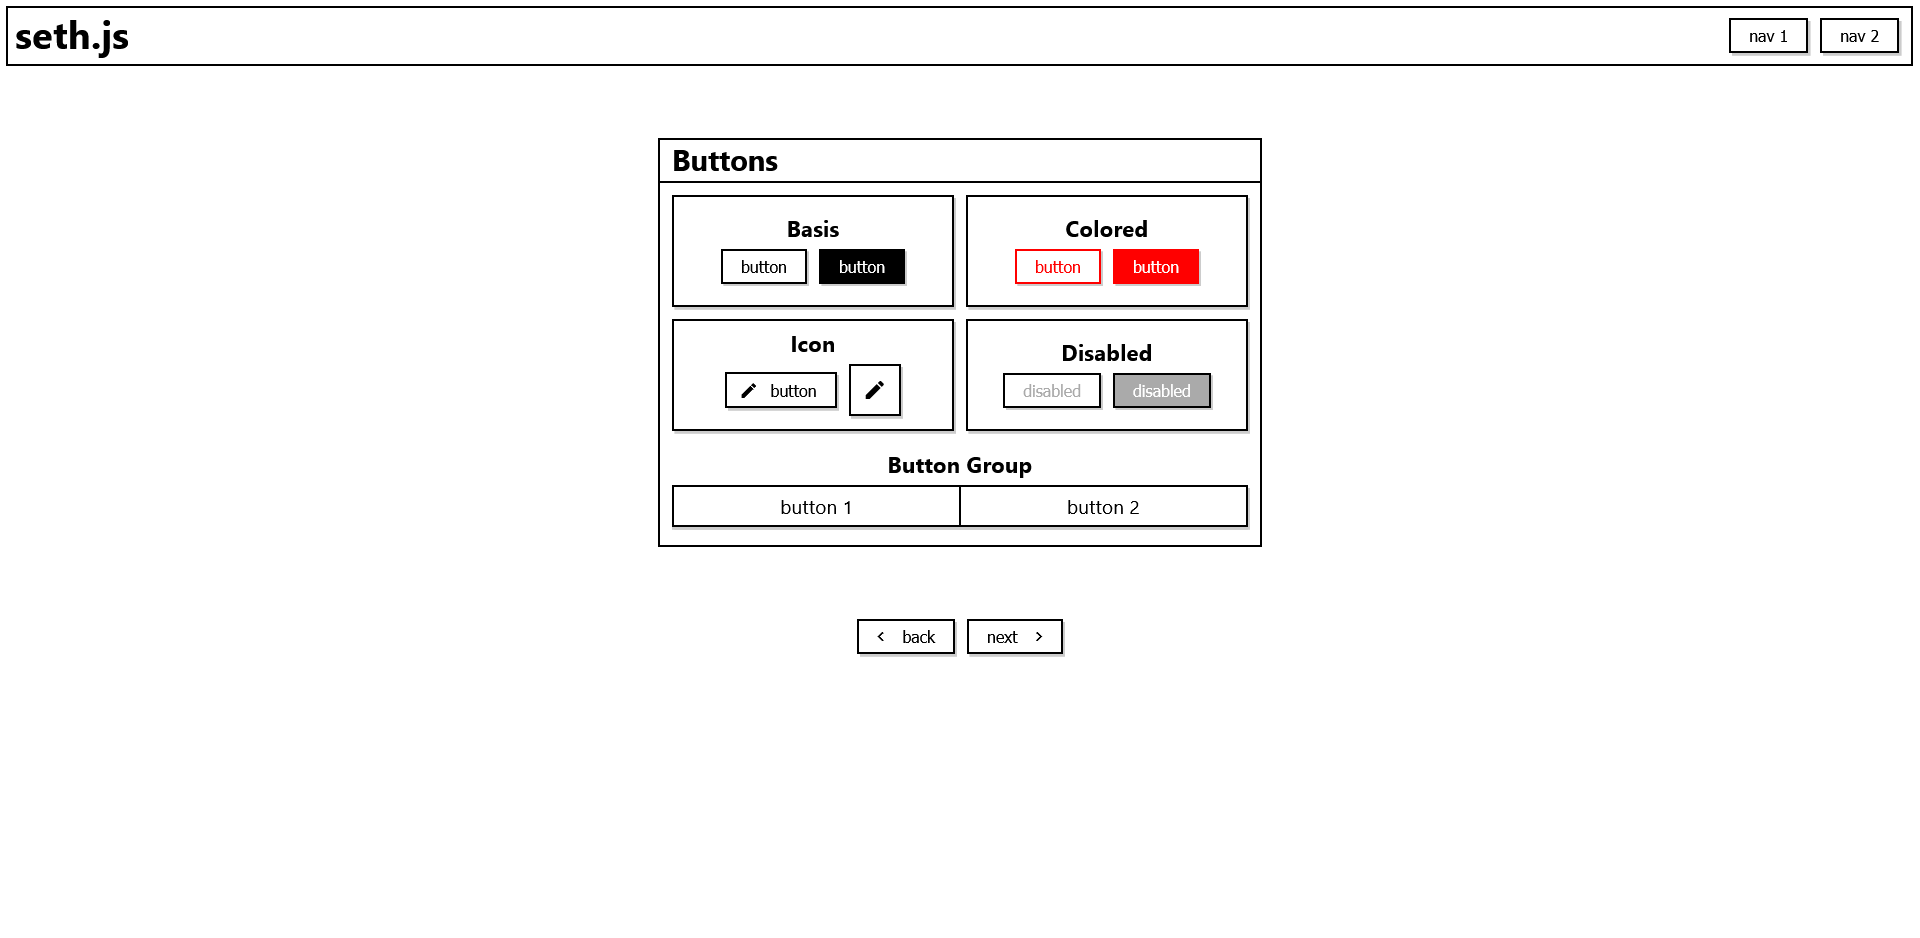 seth.js
nav 1 nav 2
Buttons
Basis
button button
Colored
button button
Icon
button
Disabled
disabled disabled
Button Group
button 1 button 2
back next